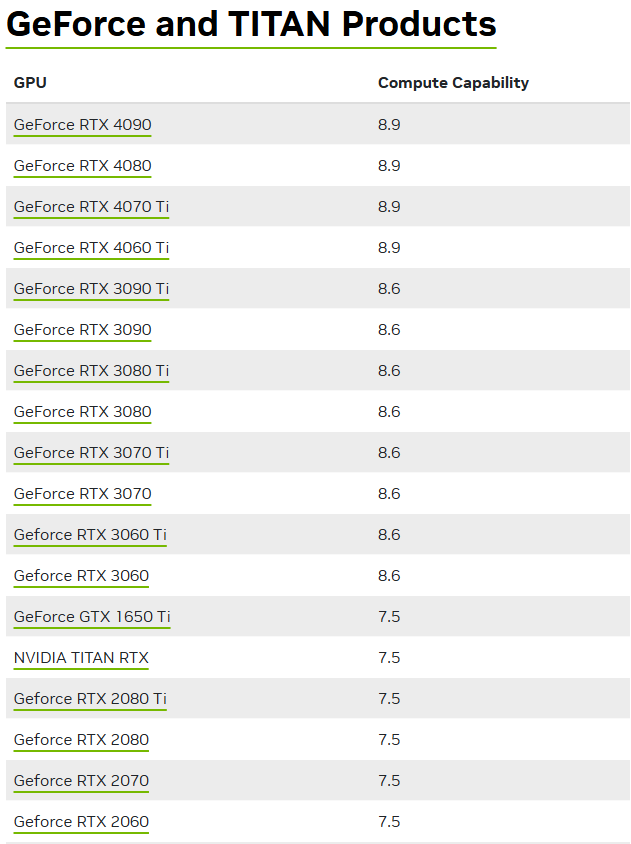 GeForce and TITAN Products
GPU Compute Capability
GeForce RTX 4090 8.9
GeForce RTX 4080 8.9
GeForce RTX 4070 Ti 8.9
GeForce RTX 4060 Ti 8.9
GeForce RTX 3090 Ti 8.6
GeForce RTX 3090 8.6
GeForce RTX 3080 Ti 8.6
GeForce RTX 3080 8.6
GeForce RTX 3070 Ti 8.6
GeForce RTX 3070 8.6
Geforce RTX 3060 Ti 8.6
Geforce RTX 3060 8.6
GeForce GTX 1650 Ti 7.5
NVIDIA TITAN RTX 7.5
Geforce RTX 2080 Ti 7.5
Geforce RTX 2080 7.5
Geforce RTX 2070 7.5
Geforce RTX 2060 7.5